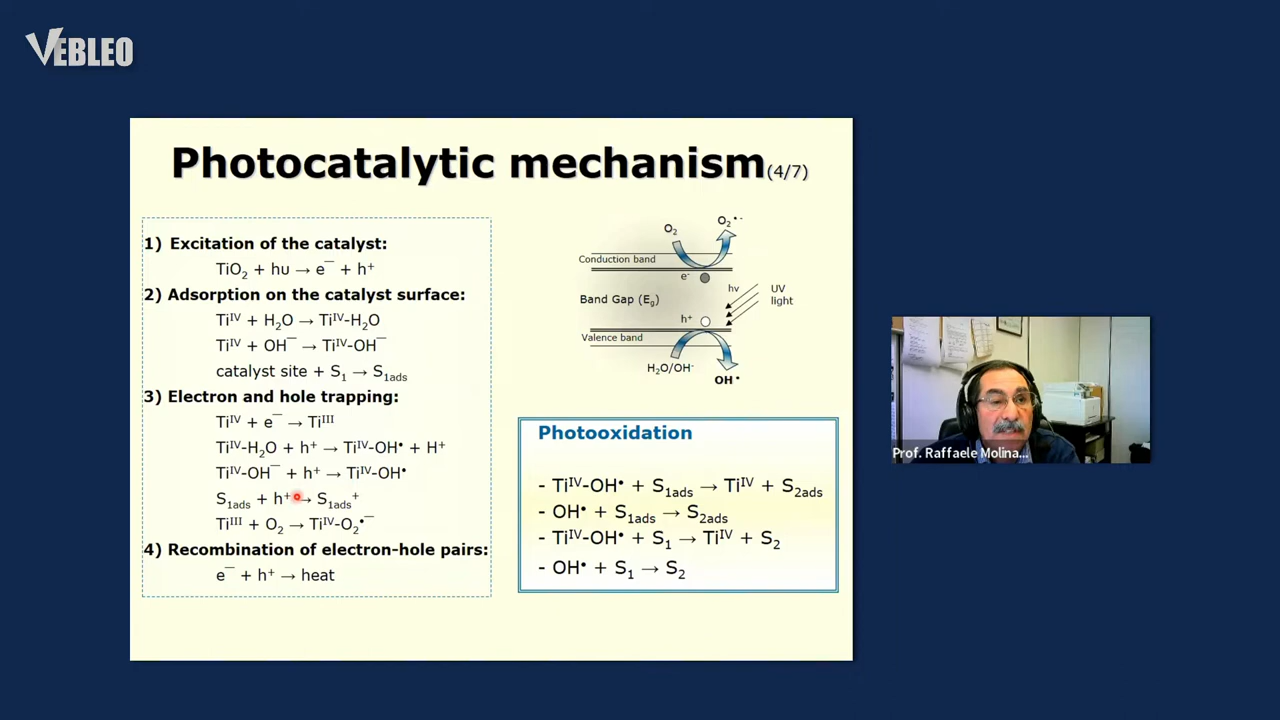 VEBLEO
Photocatalytic mechanism(4/7)
1) Excitation of the catalyst:
TiO₂ + hυ → e⁻ + h⁺
2) Adsorption on the catalyst surface:
Tiᴵⱽ + H₂O → Tiᴵⱽ-H₂O
Tiᴵⱽ + OH⁻ → Tiᴵⱽ-OH⁻
catalyst site + S₁ → S₁ads
3) Electron and hole trapping:
Tiᴵⱽ + e⁻ → Tiᴵᴵᴵ
Tiᴵⱽ-H₂O + h⁺ → Tiᴵⱽ-OH• + H⁺
Tiᴵⱽ-OH⁻ + h⁺ → Tiᴵⱽ-OH•
S₁ads + h⁺ → S₁ads⁺
Tiᴵᴵᴵ + O₂ → Tiᴵⱽ-O₂•⁻
4) Recombination of electron-hole pairs:
e⁻ + h⁺ → heat
O₂
O₂•⁻
Conduction band
e⁻
Band Gap (Eg)
hν
UV
light
h⁺
Valence band
H₂O/OH⁻
OH•
Photooxidation
- Tiᴵⱽ-OH• + S₁ads → Tiᴵⱽ + S₂ads
- OH• + S₁ads → S₂ads
- Tiᴵⱽ-OH• + S₁ → Tiᴵⱽ + S₂
- OH• + S₁ → S₂
Prof. Raffaele Molina...